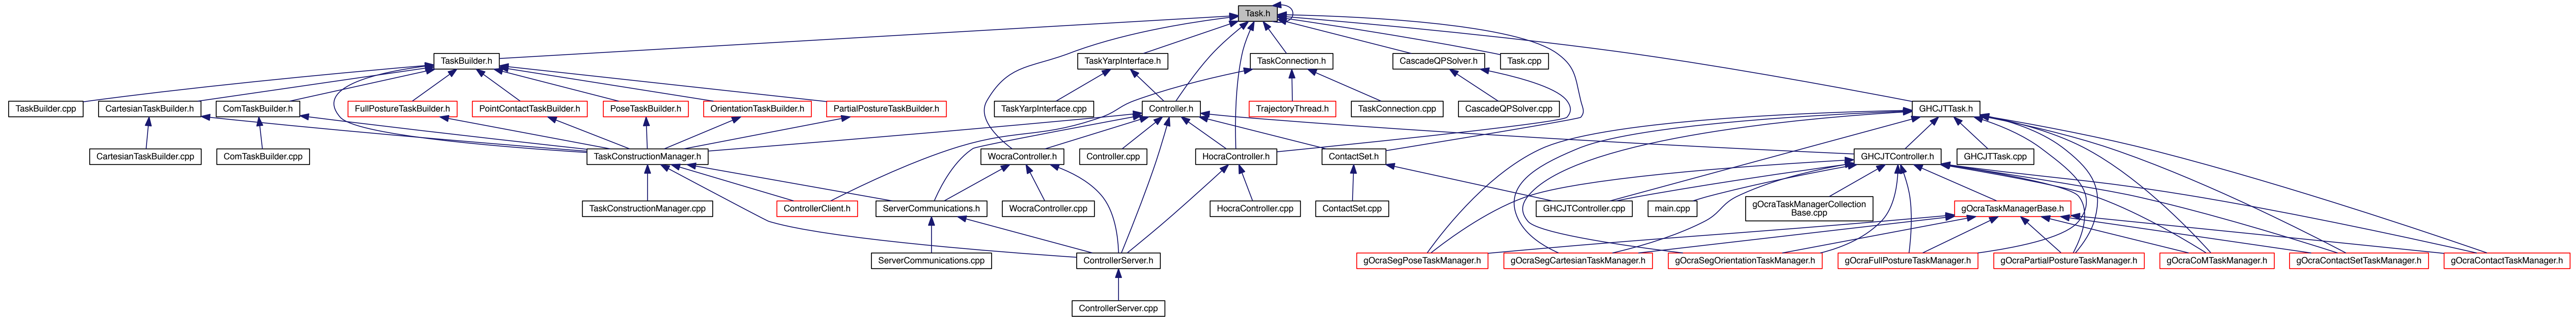 Task.h
TaskBuilder.h
TaskYarpInterface.h
TaskConnection.h
CascadeQPSolver.h
Task.cpp
TaskBuilder.cpp
CartesianTaskBuilder.h
ComTaskBuilder.h
FullPostureTaskBuilder.h
PointContactTaskBuilder.h
PoseTaskBuilder.h
OrientationTaskBuilder.h
PartialPostureTaskBuilder.h
TaskYarpInterface.cpp
Controller.h
TrajectoryThread.h
TaskConnection.cpp
CascadeQPSolver.cpp
GHCJTTask.h
CartesianTaskBuilder.cpp
ComTaskBuilder.cpp
TaskConstructionManager.h
WocraController.h
Controller.cpp
HocraController.h
ContactSet.h
GHCJTController.h
GHCJTTask.cpp
TaskConstructionManager.cpp
ControllerClient.h
ServerCommunications.h
WocraController.cpp
HocraController.cpp
ContactSet.cpp
GHCJTController.cpp
main.cpp
gOcraTaskManagerCollection
Base.cpp
gOcraTaskManagerBase.h
ServerCommunications.cpp
ControllerServer.h
gOcraSegPoseTaskManager.h
gOcraSegCartesianTaskManager.h
gOcraSegOrientationTaskManager.h
gOcraFullPostureTaskManager.h
gOcraPartialPostureTaskManager.h
gOcraCoMTaskManager.h
gOcraContactSetTaskManager.h
gOcraContactTaskManager.h
ControllerServer.cpp